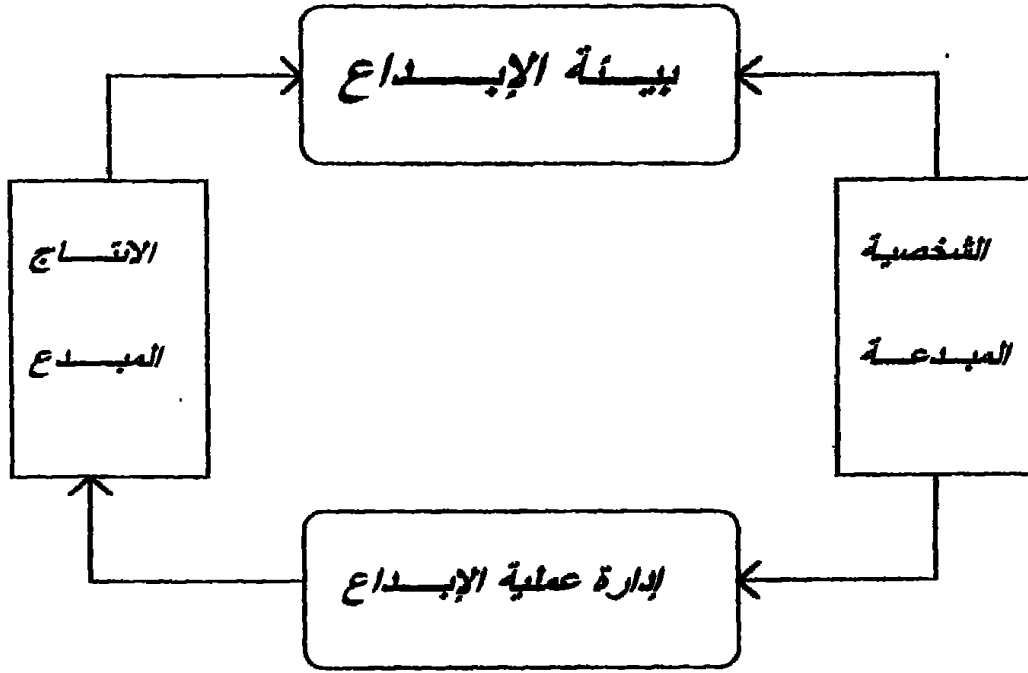 بيئة الإبداع
الشخصية
المبدعة
الانتاج
المبدع
إدارة عملية الإبداع